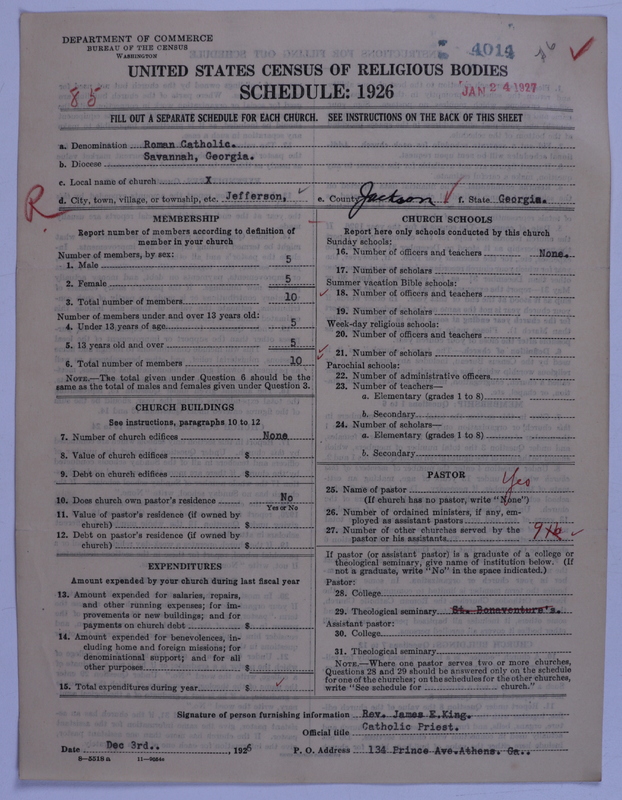 DEPARTMENT OF COMMERCE
BUREAU OF THE CENSUS
WASHINGTON
4014
UNITED STATES CENSUS OF RELIGIOUS BODIES
85
SCHEDULE: 1926
JAN 24 1927
FILL OUT A SEPARATE SCHEDULE FOR EACH CHURCH. SEE INSTRUCTIONS ON THE BACK OF THIS SHEET
a. Denomination Roman Catholic.
b. Diocese Savannah, Georgia.
c. Local name of church X
R
d. City, town, village, or township, etc. Jefferson, e. County Jackson f. State Georgia.
MEMBERSHIP
Report number of members according to definition of
member in your church
Number of members, by sex:
1. Male 5
2. Female 5
3. Total number of members 10
Number of members under and over 13 years old:
4. Under 13 years of age 5
5. 13 years old and over 5
6. Total number of members 10
NOTE.—The total given under Question 6 should be the
same as the total of males and females given under Question 3.
CHURCH BUILDINGS
See instructions, paragraphs 10 to 12
7. Number of church edifices None
8. Value of church edifices $
9. Debt on church edifices $
10. Does church own pastor's residence No
Yes or No
11. Value of pastor's residence (if owned by
church) $
12. Debt on pastor's residence (if owned by
church) $
EXPENDITURES
Amount expended by your church during last fiscal year
13. Amount expended for salaries, repairs,
and other running expenses; for im-
provements or new buildings; and for
payments on church debt $
14. Amount expended for benevolences, in-
cluding home and foreign missions; for
denominational support; and for all
other purposes $
15. Total expenditures during year $
CHURCH SCHOOLS
Report here only schools conducted by this church
Sunday schools:
16. Number of officers and teachers None.
17. Number of scholars
Summer vacation Bible schools:
18. Number of officers and teachers
19. Number of scholars
Week-day religious schools:
20. Number of officers and teachers
21. Number of scholars
Parochial schools:
22. Number of administrative officers
23. Number of teachers—
a. Elementary (grades 1 to 8)
b. Secondary
24. Number of scholars—
a. Elementary (grades 1 to 8)
b. Secondary
PASTOR
25. Name of pastor Yes
(If church has no pastor, write "None")
26. Number of ordained ministers, if any, em-
ployed as assistant pastors
27. Number of other churches served by the
pastor or his assistants
If pastor (or assistant pastor) is a graduate of a college or
theological seminary, give name of institution below. (If
not a graduate, write "No" in the space indicated.)
Pastor:
28. College
29. Theological seminary St. Bonaventure's.
Assistant pastor:
30. College
31. Theological seminary
NOTE.—Where one pastor serves two or more churches,
Questions 28 and 29 should be answered only on the schedule
for one of the churches; on the schedules for the other churches,
write "See schedule for church."
Signature of person furnishing information Rev. James E.King.
Official title Catholic Priest.
Date Dec 3rd., 1926 P. O. Address 134 Prince Ave.Athens. Ga.
8—5518a 11—9054a